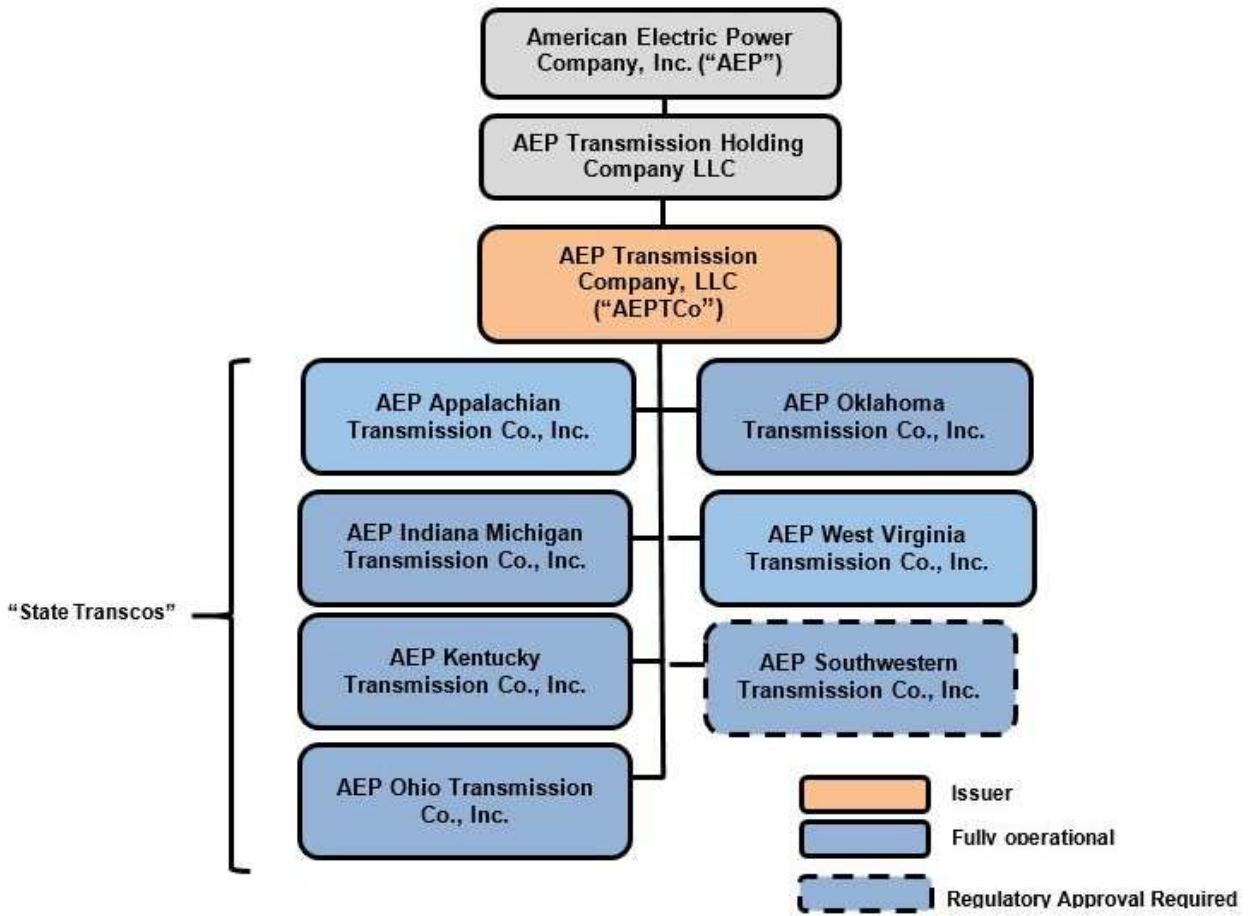 American Electric Power
Company, Inc. (“AEP”)
AEP Transmission Holding
Company LLC
AEP Transmission
Company, LLC
(“AEPTCo”)
“State Transcos”
AEP Appalachian
Transmission Co., Inc.
AEP Oklahoma
Transmission Co., Inc.
AEP Indiana Michigan
Transmission Co., Inc.
AEP West Virginia
Transmission Co., Inc.
AEP Kentucky
Transmission Co., Inc.
AEP Southwestern
Transmission Co., Inc.
AEP Ohio Transmission
Co., Inc.
Issuer
Fully operational
Regulatory Approval Required